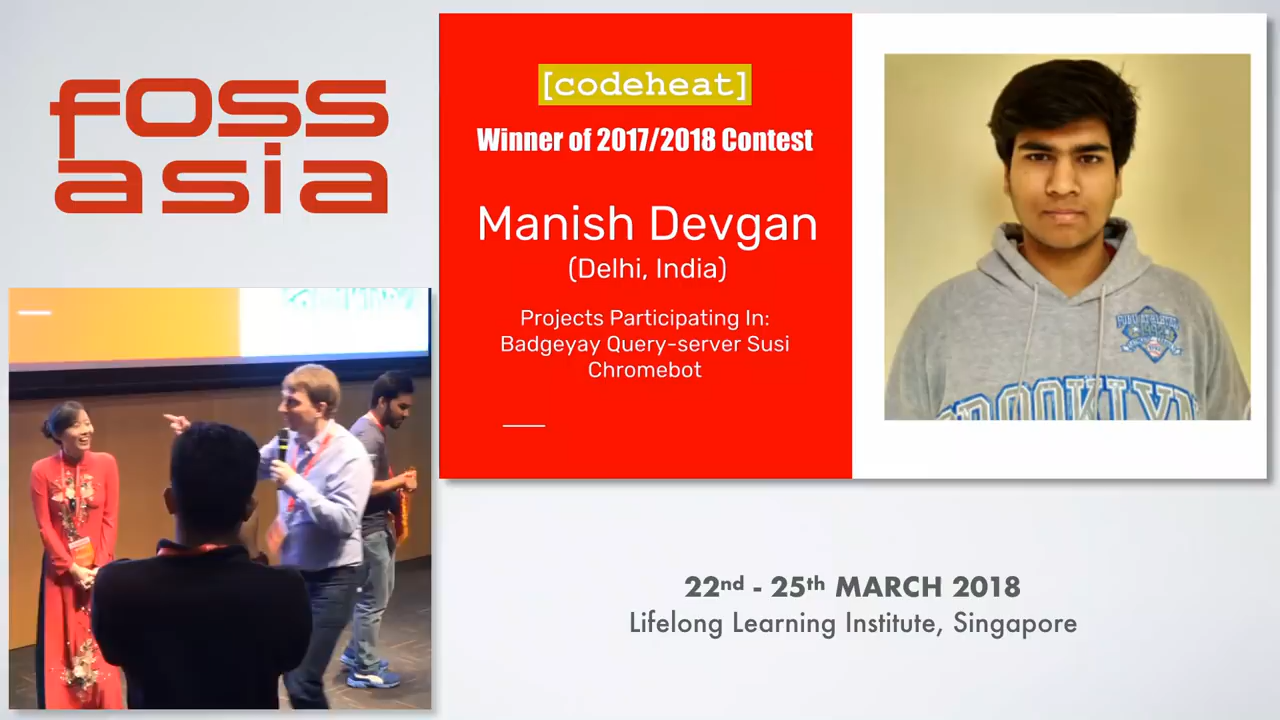 foss
asia
[codeheat]
Winner of 2017/2018 Contest
Manish Devgan
(Delhi, India)
Projects Participating In:
Badgeyay Query-server Susi
Chromebot
BROOKLYN
22nd - 25th MARCH 2018
Lifelong Learning Institute, Singapore